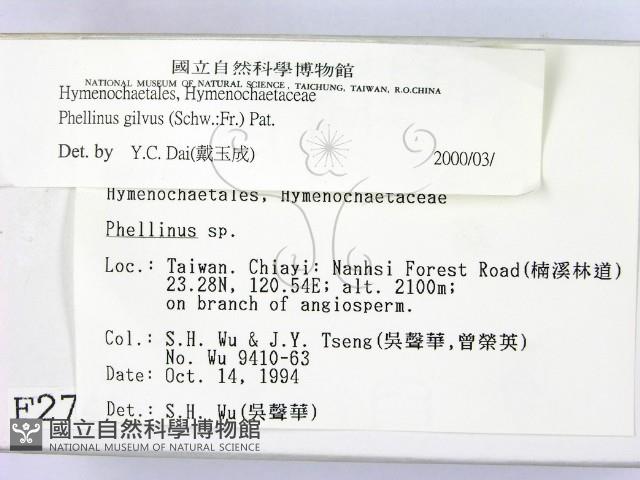 國立自然科學博物館
NATIONAL MUSEUM OF NATURAL SCIENCE, TAICHUNG, TAIWAN, R.O.CHINA
Hymenochaetales, Hymenochaetaceae
Phellinus gilvus (Schw.:Fr.) Pat.
Det. by Y.C. Dai(戴玉成) 2000/03/
Hymenochaetales, Hymenochaetaceae
Phellinus sp.
Loc.: Taiwan. Chiayi: Nanhsi Forest Road(楠溪林道)
23.28N, 120.54E; alt. 2100m;
on branch of angiosperm.
Col.: S.H. Wu & J.Y. Tseng(吳聲華,曾榮英)
No. Wu 9410-63
Date: Oct. 14, 1994
Det.: S.H. Wu(吳聲華)
F27
國立自然科學博物館
NATIONAL MUSEUM OF NATURAL SCIENCE